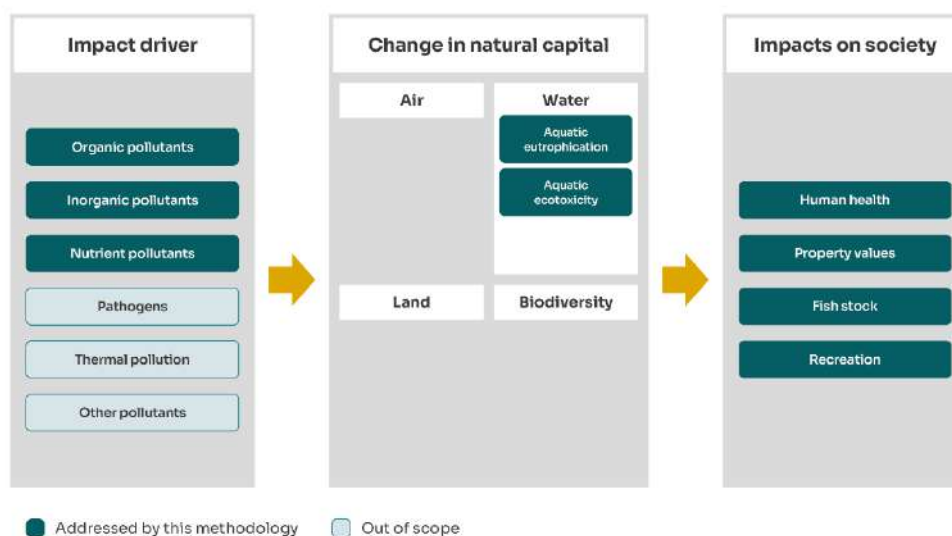 Impact driver
Organic pollutants
Inorganic pollutants
Nutrient pollutants
Pathogens
Thermal pollution
Other pollutants
Change in natural capital
Air
Water
Aquatic
eutrophication
Aquatic
ecotoxicity
Land
Biodiversity
Impacts on society
Human health
Property values
Fish stock
Recreation
Addressed by this methodology
Out of scope